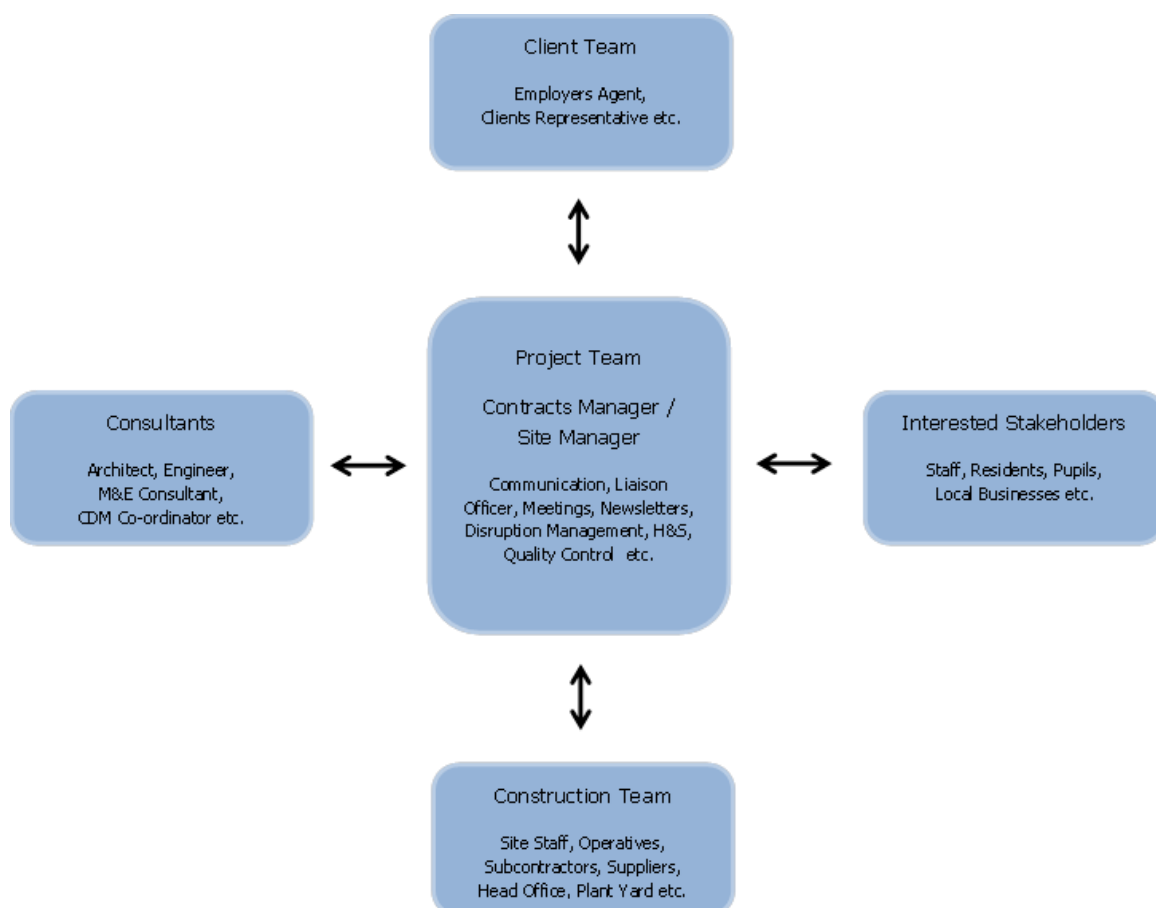 Client Team
Employers Agent,
Clients Representative etc.
Project Team
Contracts Manager /
Site Manager
Communication, Liaison
Officer, Meetings, Newsletters,
Disruption Management, H&S,
Quality Control etc.
Consultants
Architect, Engineer,
M&E Consultant,
CDM Co-ordinator etc.
Interested Stakeholders
Staff, Residents, Pupils,
Local Businesses etc.
Construction Team
Site Staff, Operatives,
Subcontractors, Suppliers,
Head Office, Plant Yard etc.